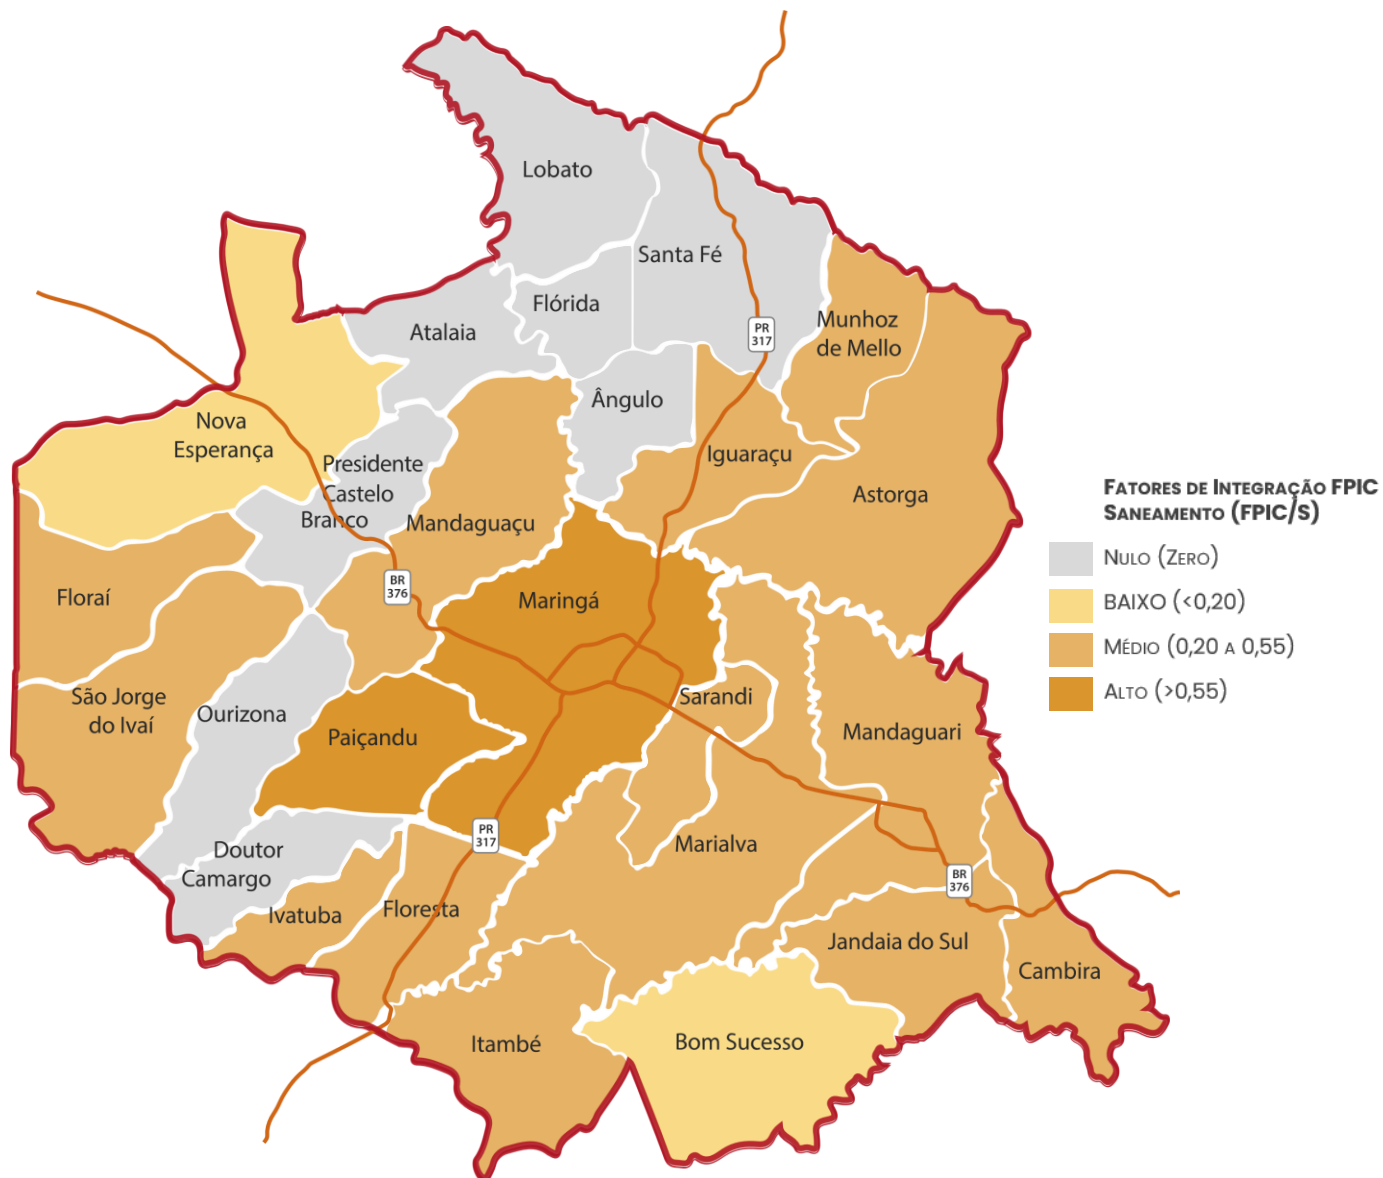 Lobato
Santa Fé
Flórida
Atalaia
PR
317
Munhoz
de Mello
Ângulo
Nova
Esperança
Iguaraçu
Presidente
Castelo
Branco
Mandaguaçu
Astorga
Floraí
BR
376
Maringá
São Jorge
do Ivaí
Ourizona
Paiçandu
Sarandi
Mandaguari
PR
317
Marialva
Doutor
Camargo
Ivatuba
Floresta
BR
376
Jandaia do Sul
Cambira
Itambé
Bom Sucesso
Fatores de Integração FPIC
Saneamento (FPIC/S)
Nulo (Zero)
BAIXO (<0,20)
Médio (0,20 a 0,55)
Alto (>0,55)